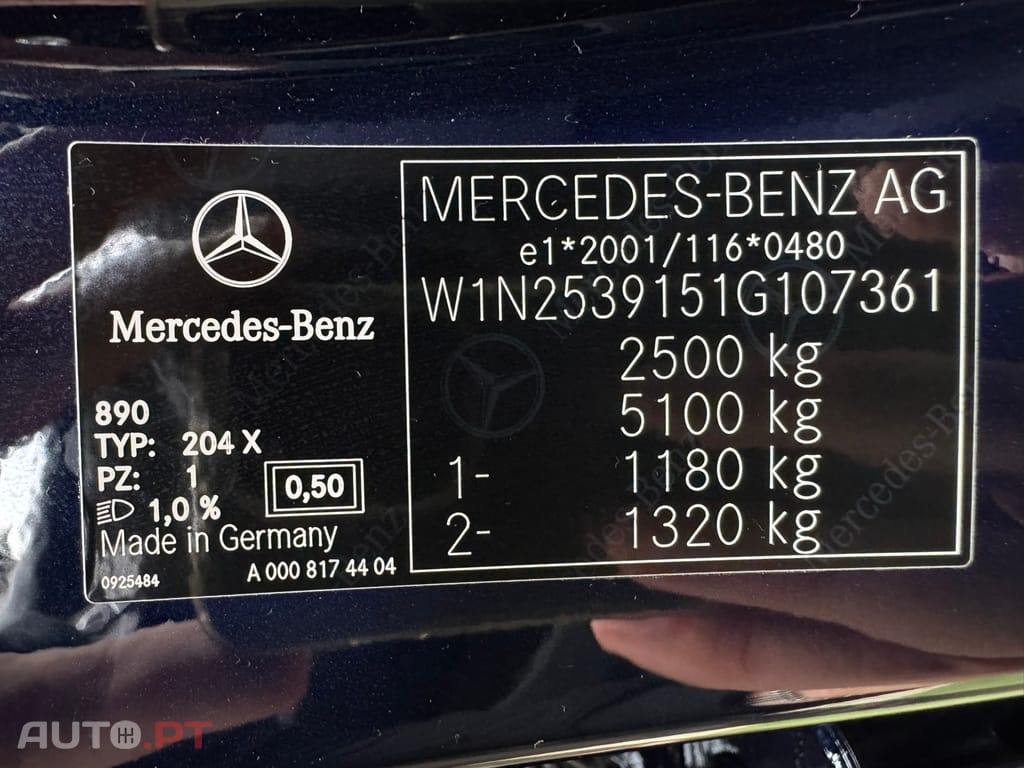 Mercedes-Benz
890
TYP: 204 X
PZ: 1
1,0 %
0,50
Made in Germany
0925484
A 000 817 44 04
MERCEDES-BENZ AG
e1*2001/116*0480
W1N2539151G107361
2500 kg
5100 kg
1- 1180 kg
2- 1320 kg
AUTO.PT